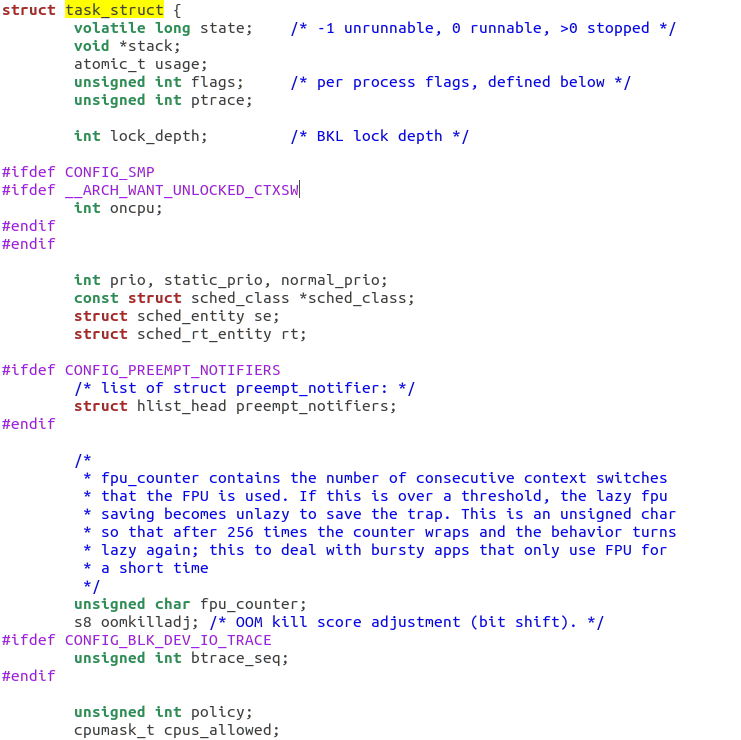 struct task_struct {
        volatile long state;    /* -1 unrunnable, 0 runnable, >0 stopped */
        void *stack;
        atomic_t usage;
        unsigned int flags;     /* per process flags, defined below */
        unsigned int ptrace;

        int lock_depth;         /* BKL lock depth */

#ifdef CONFIG_SMP
#ifdef __ARCH_WANT_UNLOCKED_CTXSW
        int oncpu;
#endif
#endif

        int prio, static_prio, normal_prio;
        const struct sched_class *sched_class;
        struct sched_entity se;
        struct sched_rt_entity rt;

#ifdef CONFIG_PREEMPT_NOTIFIERS
        /* list of struct preempt_notifier: */
        struct hlist_head preempt_notifiers;
#endif

        /*
         * fpu_counter contains the number of consecutive context switches
         * that the FPU is used. If this is over a threshold, the lazy fpu
         * saving becomes unlazy to save the trap. This is an unsigned char
         * so that after 256 times the counter wraps and the behavior turns
         * lazy again; this to deal with bursty apps that only use FPU for
         * a short time
         */
        unsigned char fpu_counter;
        s8 oomkilladj; /* OOM kill score adjustment (bit shift). */
#ifdef CONFIG_BLK_DEV_IO_TRACE
        unsigned int btrace_seq;
#endif

        unsigned int policy;
        cpumask_t cpus_allowed;